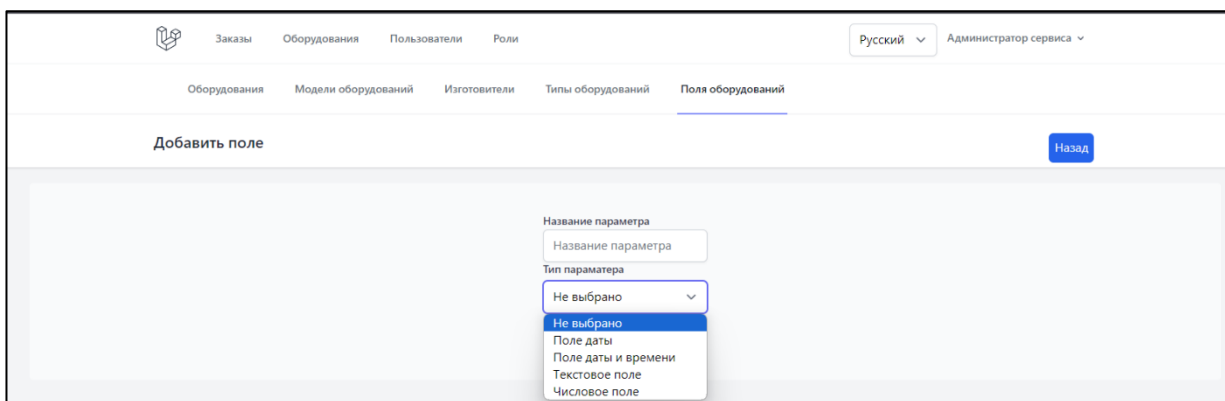 Заказы Оборудования Пользователи Роли Русский Администратор сервиса
Оборудования Модели оборудований Изготовители Типы оборудований Поля оборудований
Добавить поле Назад
Название параметра
Название параметра
Тип параматера
Не выбрано
Не выбрано
Поле даты
Поле даты и времени
Текстовое поле
Числовое поле